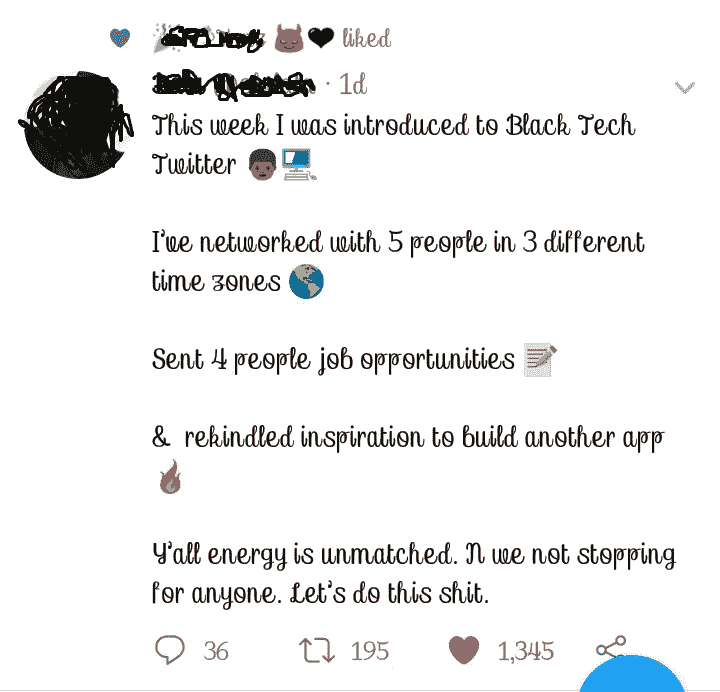 liked
· 1d
This week I was introduced to Black Tech
Twitter
I've networked with 5 people in 3 different
time zones
Sent 4 people job opportunities
& rekindled inspiration to build another app
Y'all energy is unmatched. N we not stopping
for anyone. Let's do this shit.
36 195 1,345